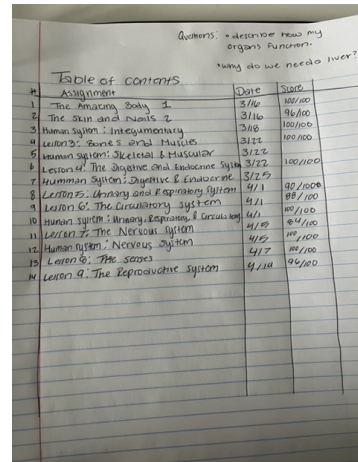 Questions: • describe how my
organs function.
• why do we need a liver?
Table of contents
# Assignment Date Score
1 The Amazing Body 1 3/16 100/100
2 The Skin and Nails 2 3/16 96/100
3 Human system: Integumentary 3/18 100/100
4 Lesson3: Bones and Muscles 3/22 100/100
5 Human system: Skeletal & Muscular 3/22
6 Lesson 4: The Digestive and Endocrine System 3/22 100/100
7 Humman System: Digestive & Endocrine 3/25
8 Lesson 5: Urinary and Respiratory System 4/1 90/100
9 Lesson 6: The Circulatory system 4/1 88/100
10 Human system: Urinary, Respiratory, & Circulatory 4/1 100/100
11 Lesson 7: The Nervous System 4/5 84/100
12 Human system: Nervous System 4/5 100/100
13 Lesson 8: The senses 4/7 100/100
14 Lesson 9: The Reproductive system 4/14 96/100